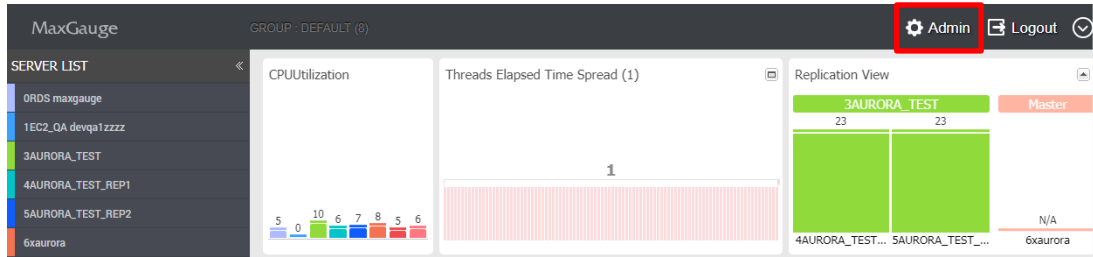 MaxGauge
GROUP : DEFAULT (8)
Admin
Logout
SERVER LIST
«
0RDS maxgauge
1EC2_QA devqa1zzzz
3AURORA_TEST
4AURORA_TEST_REP1
5AURORA_TEST_REP2
6xaurora
CPUUtilization
5 0 10 6 7 8 5 6
Threads Elapsed Time Spread (1)
1
Replication View
3AURORA_TEST
Master
23 23
N/A
4AURORA_TEST... 5AURORA_TEST_... 6xaurora